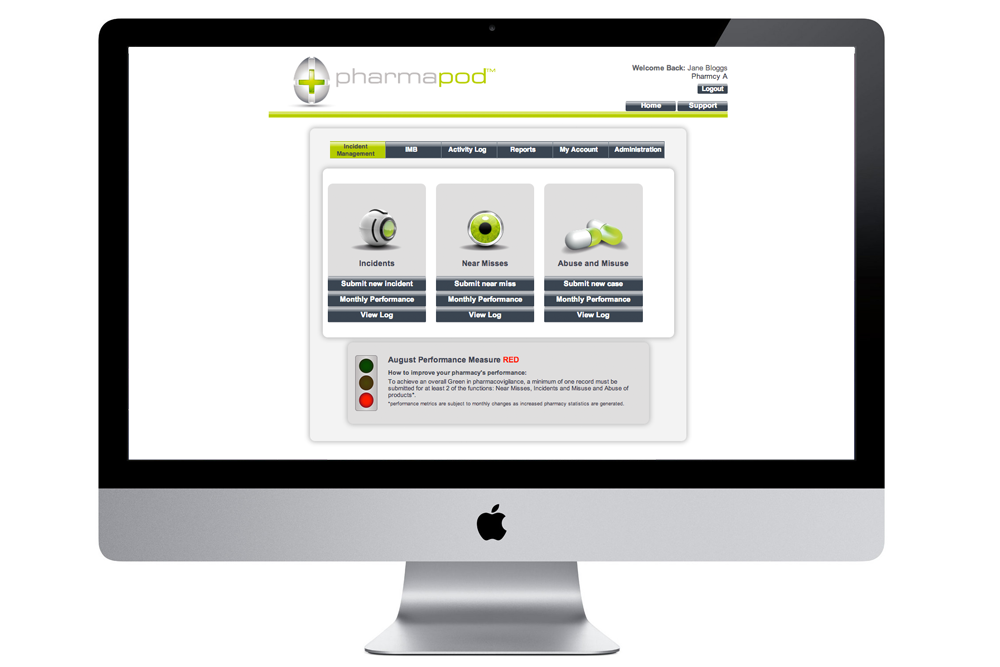 pharmapod™
Welcome Back: Jane Bloggs
Pharmcy A
Logout
Home Support
Incident
Management IMB Activity Log Reports My Account Administration
Incidents Near Misses Abuse and Misuse
Submit new incident Submit near miss Submit new case
Monthly Performance Monthly Performance Monthly Performance
View Log View Log View Log
August Performance Measure RED
How to improve your pharmacy's performance:
To achieve an overall Green in pharmacovigilance, a minimum of one record must be
submitted for at least 2 of the functions: Near Misses, Incidents and Misuse and Abuse of
products*.
*performance metrics are subject to monthly changes as increased pharmacy statistics are generated.